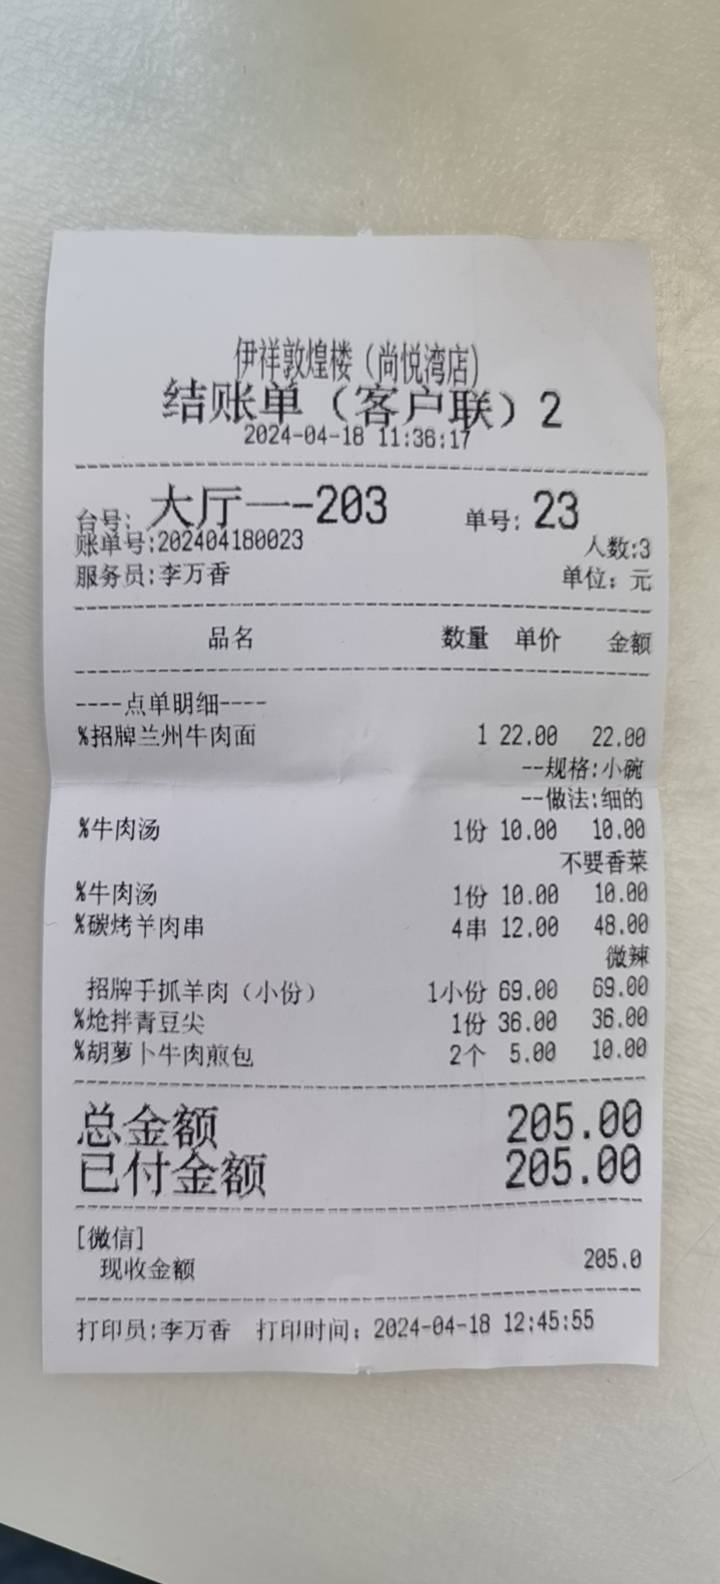 伊祥敦煌楼（尚悦湾店）
结账单（客户联）2
2024-04-18 11:36:17
台号: 大厅一--203 单号: 23
账单号:202404180023 人数:3
服务员:李万香 单位: 元
品名 数量 单价 金额
----点单明细----
%招牌兰州牛肉面 1 22.00 22.00
--规格:小碗
--做法:细的
%牛肉汤 1份 10.00 10.00
不要香菜
%牛肉汤 1份 10.00 10.00
%碳烤羊肉串 4串 12.00 48.00
微辣
招牌手抓羊肉（小份） 1小份 69.00 69.00
%炝拌青豆尖 1份 36.00 36.00
%胡萝卜牛肉煎包 2个 5.00 10.00
总金额 205.00
已付金额 205.00
[微信]
现收金额 205.0
打印员:李万香 打印时间: 2024-04-18 12:45:55